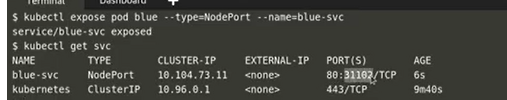 Terminal Dashboard +
$ kubectl expose pod blue --type=NodePort --name=blue-svc
service/blue-svc exposed
$ kubectl get svc
NAME TYPE CLUSTER-IP EXTERNAL-IP PORT(S) AGE
blue-svc NodePort 10.104.73.11 <none> 80:31102/TCP 6s
kubernetes ClusterIP 10.96.0.1 <none> 443/TCP 9m40s